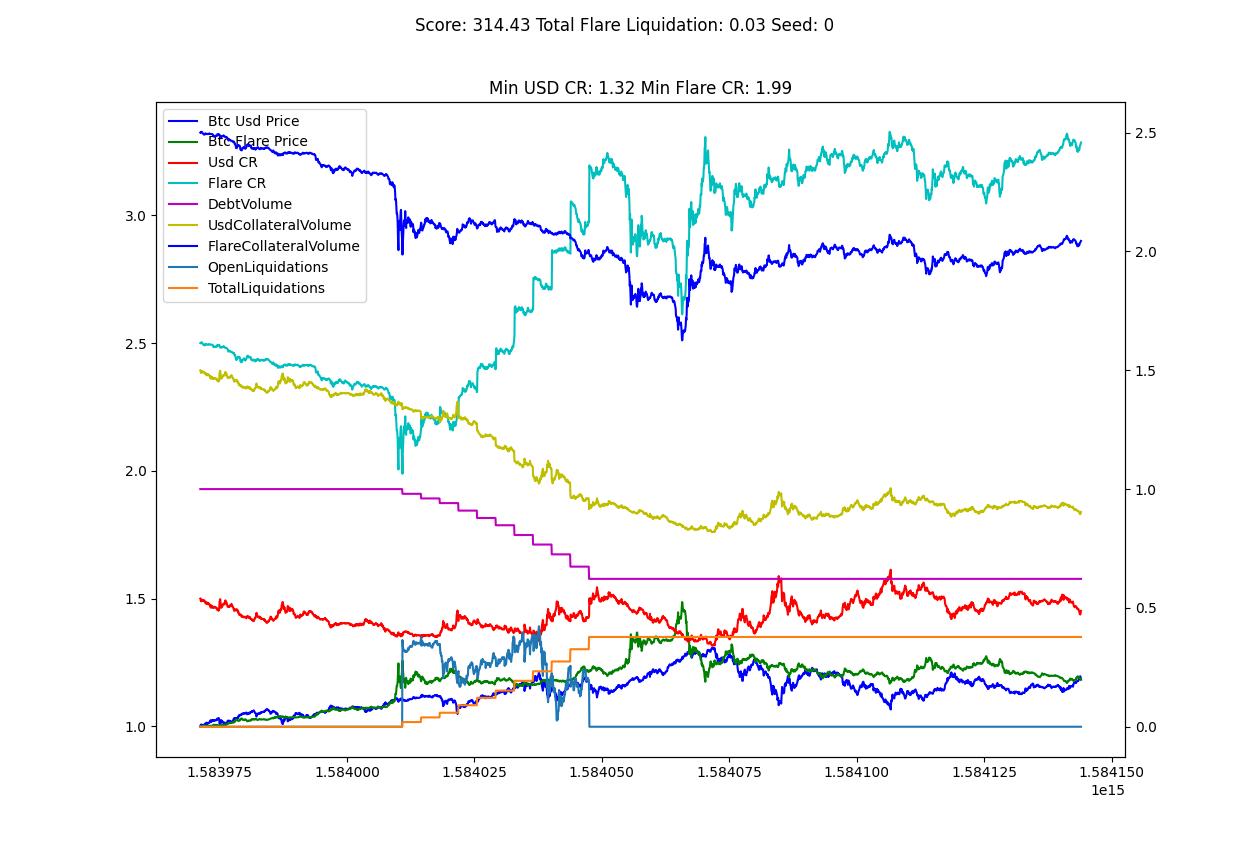 Score: 314.43 Total Flare Liquidation: 0.03 Seed: 0
Min USD CR: 1.32 Min Flare CR: 1.99
Btc Usd Price
Btc Flare Price
Usd CR
Flare CR
DebtVolume
UsdCollateralVolume
FlareCollateralVolume
OpenLiquidations
TotalLiquidations
3.0
2.5
2.0
1.5
1.0
2.5
2.0
1.5
1.0
0.5
0.0
1.583975 1.584000 1.584025 1.584050 1.584075 1.584100 1.584125 1.584150
1e15